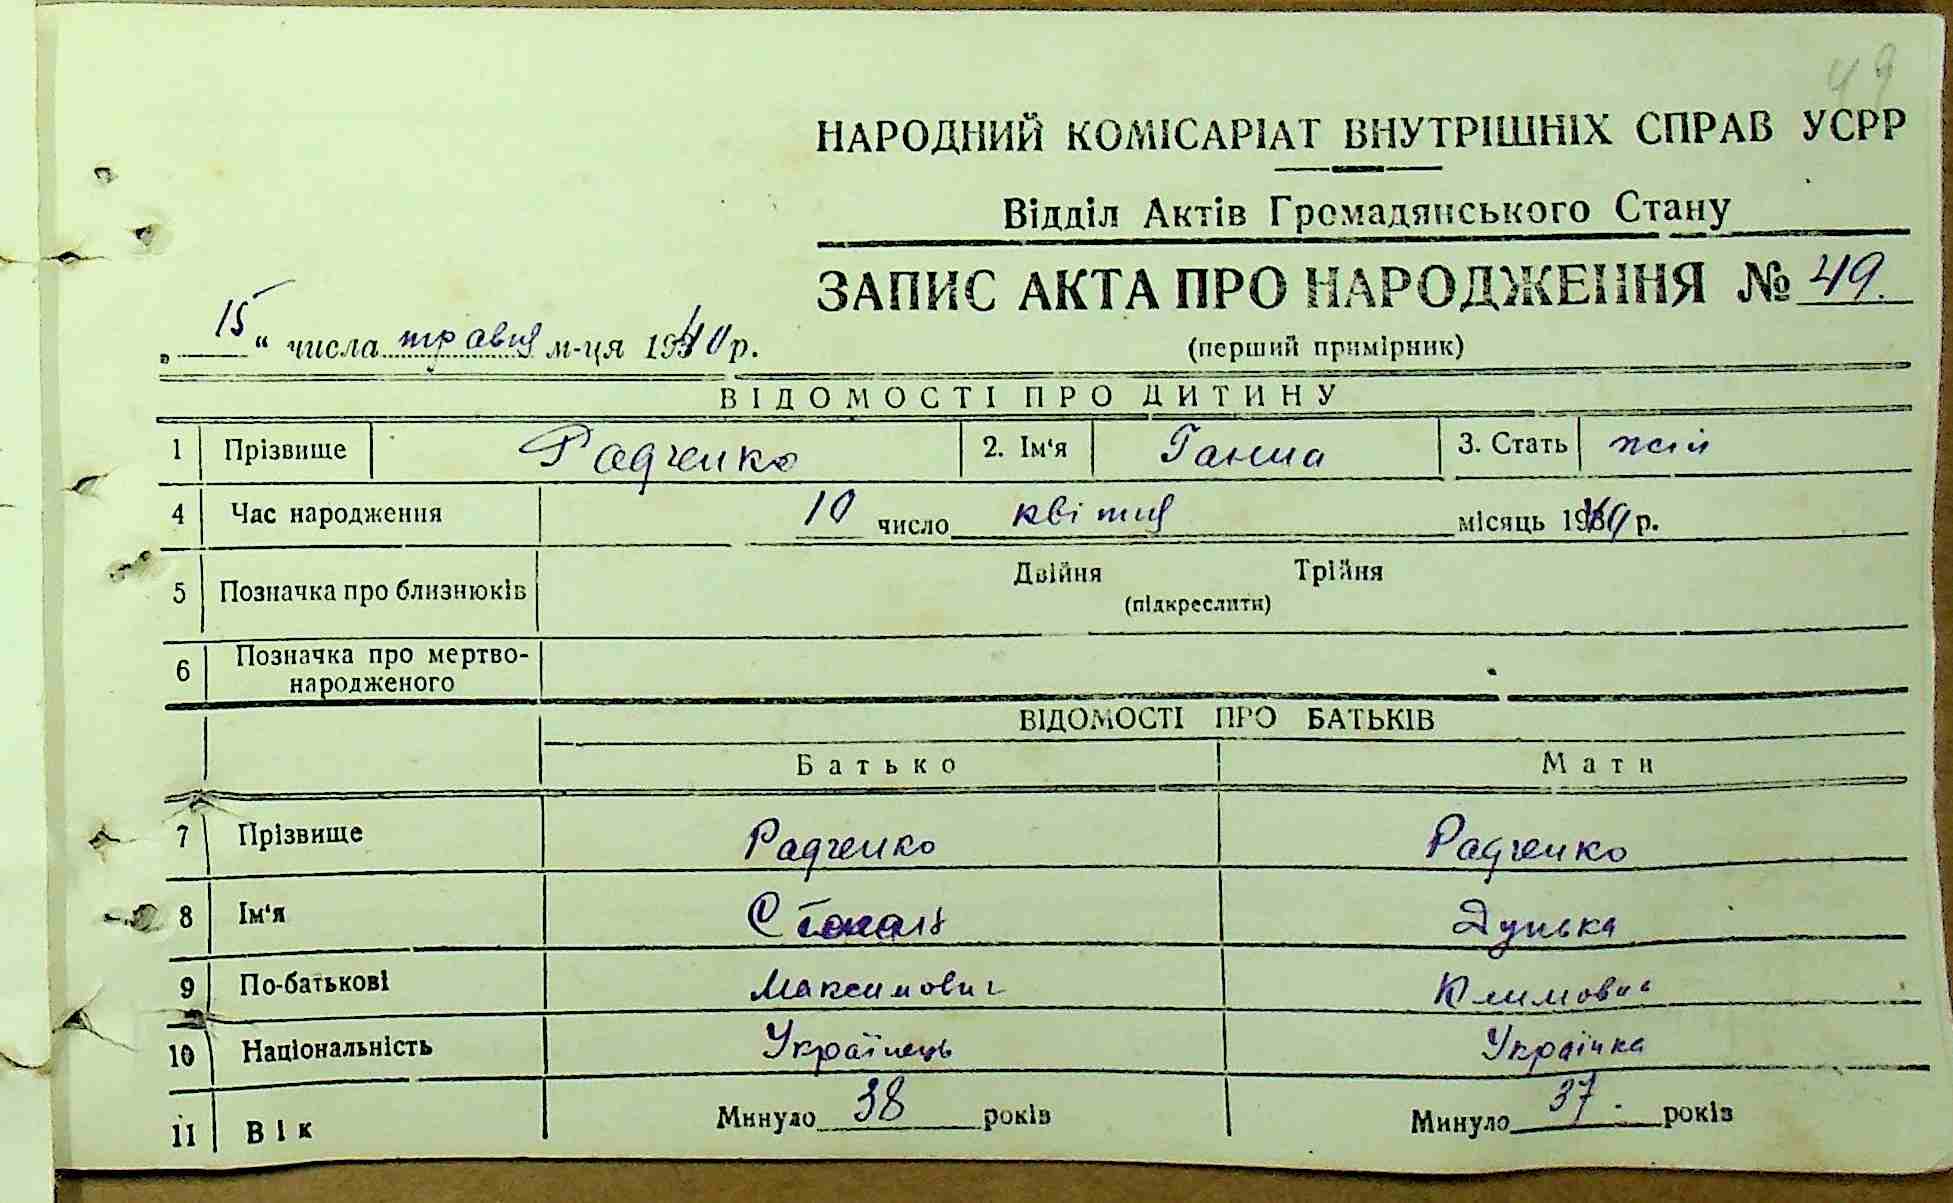 49
НАРОДНИЙ КОМІСАРІАТ ВНУТРІШНІХ СПРАВ УСРР
Відділ Актів Громадянського Стану
ЗАПИС АКТА ПРО НАРОДЖЕННЯ № 49.
„ 15 “ числа травня м-ця 1940 р.
(перший примірник)
ВІДОМОСТІ ПРО ДИТИНУ
1 Прізвище Радченко 2. Ім‘я Ганна 3. Стать жін
4 Час народження 10 число квітня місяць 1940 р.
5 Позначка про близнюків Двійня Трійня
(підкреслити)
6 Позначка про мертво-
народженого
ВІДОМОСТІ ПРО БАТЬКІВ
Батько Мати
7 Прізвище Радченко Радченко
8 Ім‘я Дунька
9 По-батькові Максимович Климовн
10 Національність Українець Українка
11 Вік Минуло 38 років Минуло 37 років